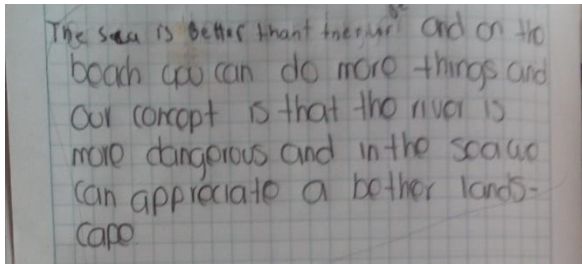 The sea is better thant the river and on the
beach you can do more things and
our concept is that the river is
more dangerous and in the sea we
can appreciate a bether lands-
cape